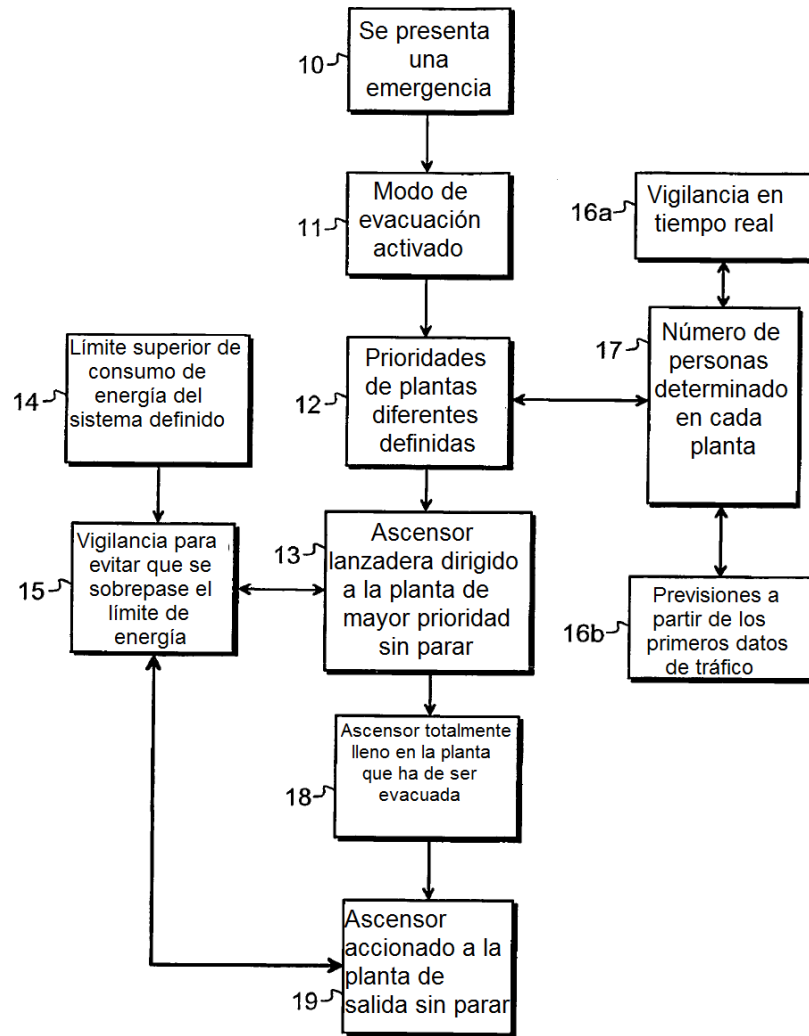 10
Se presenta
una
emergencia
11
Modo de
evacuación
activado
16a
Vigilancia en
tiempo real
14
Límite superior de
consumo de
energía del
sistema definido
12
Prioridades
de plantas
diferentes
definidas
17
Número de
personas
determinado
en cada
planta
15
Vigilancia para
evitar que se
sobrepase el
límite de
energía
13
Ascensor
lanzadera dirigido
a la planta de
mayor prioridad
sin parar
16b
Previsiones a
partir de los
primeros datos
de tráfico
18
Ascensor totalmente
lleno en la planta
que ha de ser
evacuada
19
Ascensor
accionado a la
planta de
salida sin parar